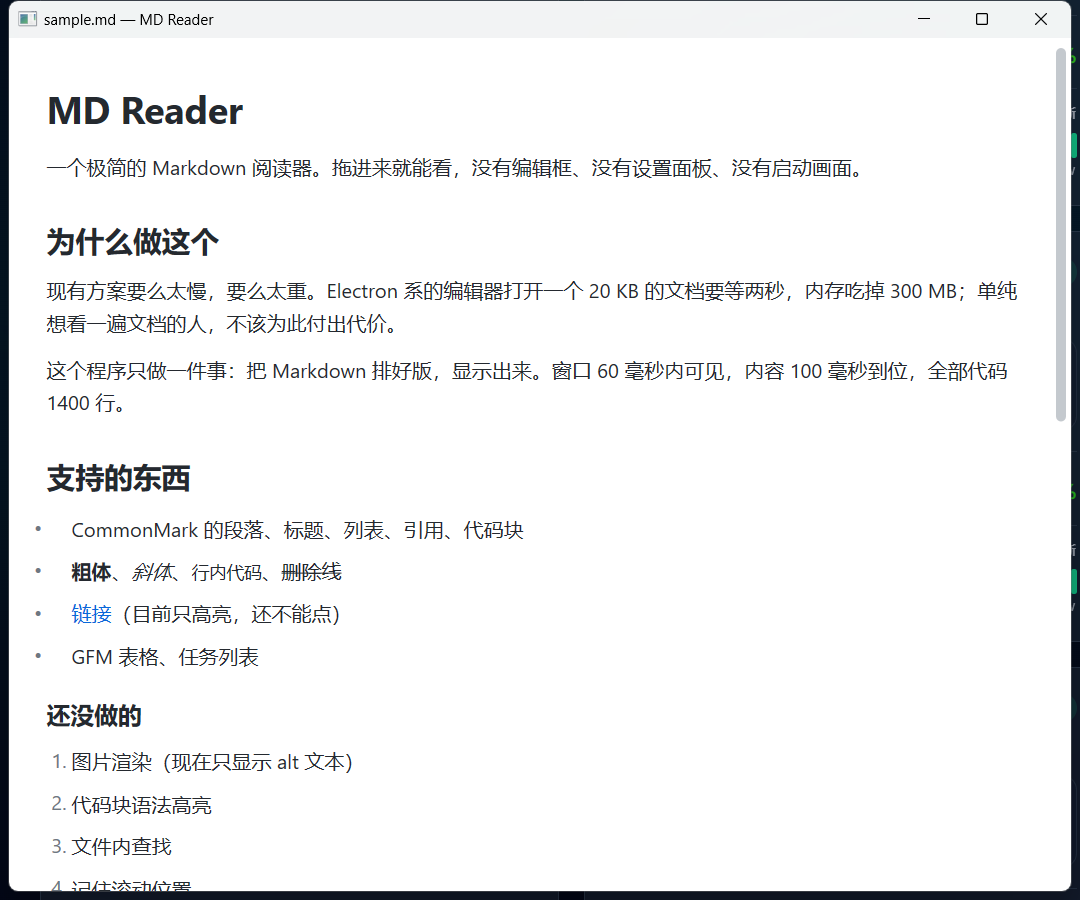 sample.md — MD Reader
MD Reader
一个极简的 Markdown 阅读器。拖进来就能看，没有编辑框、没有设置面板、没有启动画面。
为什么做这个
现有方案要么太慢，要么太重。Electron 系的编辑器打开一个 20 KB 的文档要等两秒，内存吃掉 300 MB；单纯
想看一遍文档的人，不该为此付出代价。
这个程序只做一件事：把 Markdown 排好版，显示出来。窗口 60 毫秒内可见，内容 100 毫秒到位，全部代码
1400 行。
支持的东西
• CommonMark 的段落、标题、列表、引用、代码块
• 粗体、斜体、行内代码、删除线
• 链接（目前只高亮，还不能点）
• GFM 表格、任务列表
还没做的
1. 图片渲染（现在只显示 alt 文本）
2. 代码块语法高亮
3. 文件内查找
4. 记住滚动位置